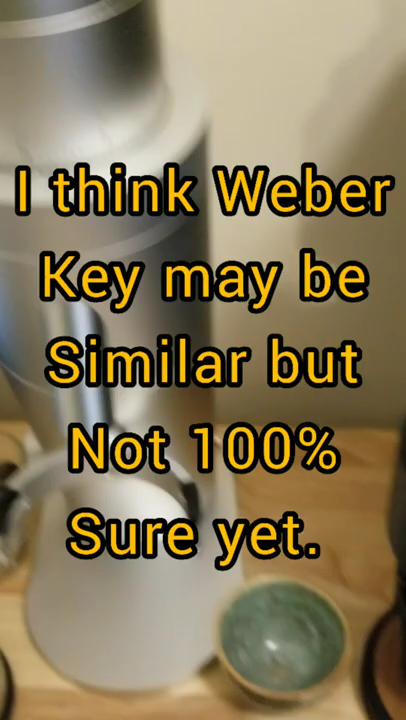 I think Weber
Key may be
Similar but
Not 100%
Sure yet.